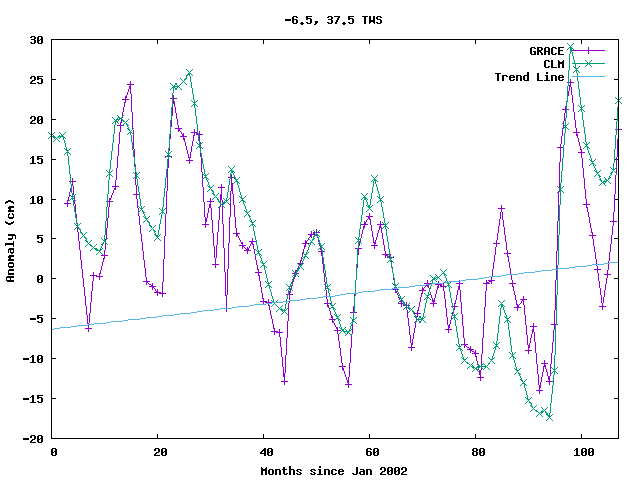 -6.5, 37.5 TWS
GRACE
CLM
Trend Line
30
25
20
15
10
5
0
-5
-10
-15
-20
Anomaly (cm)
0 20 40 60 80 100
Months since Jan 2002